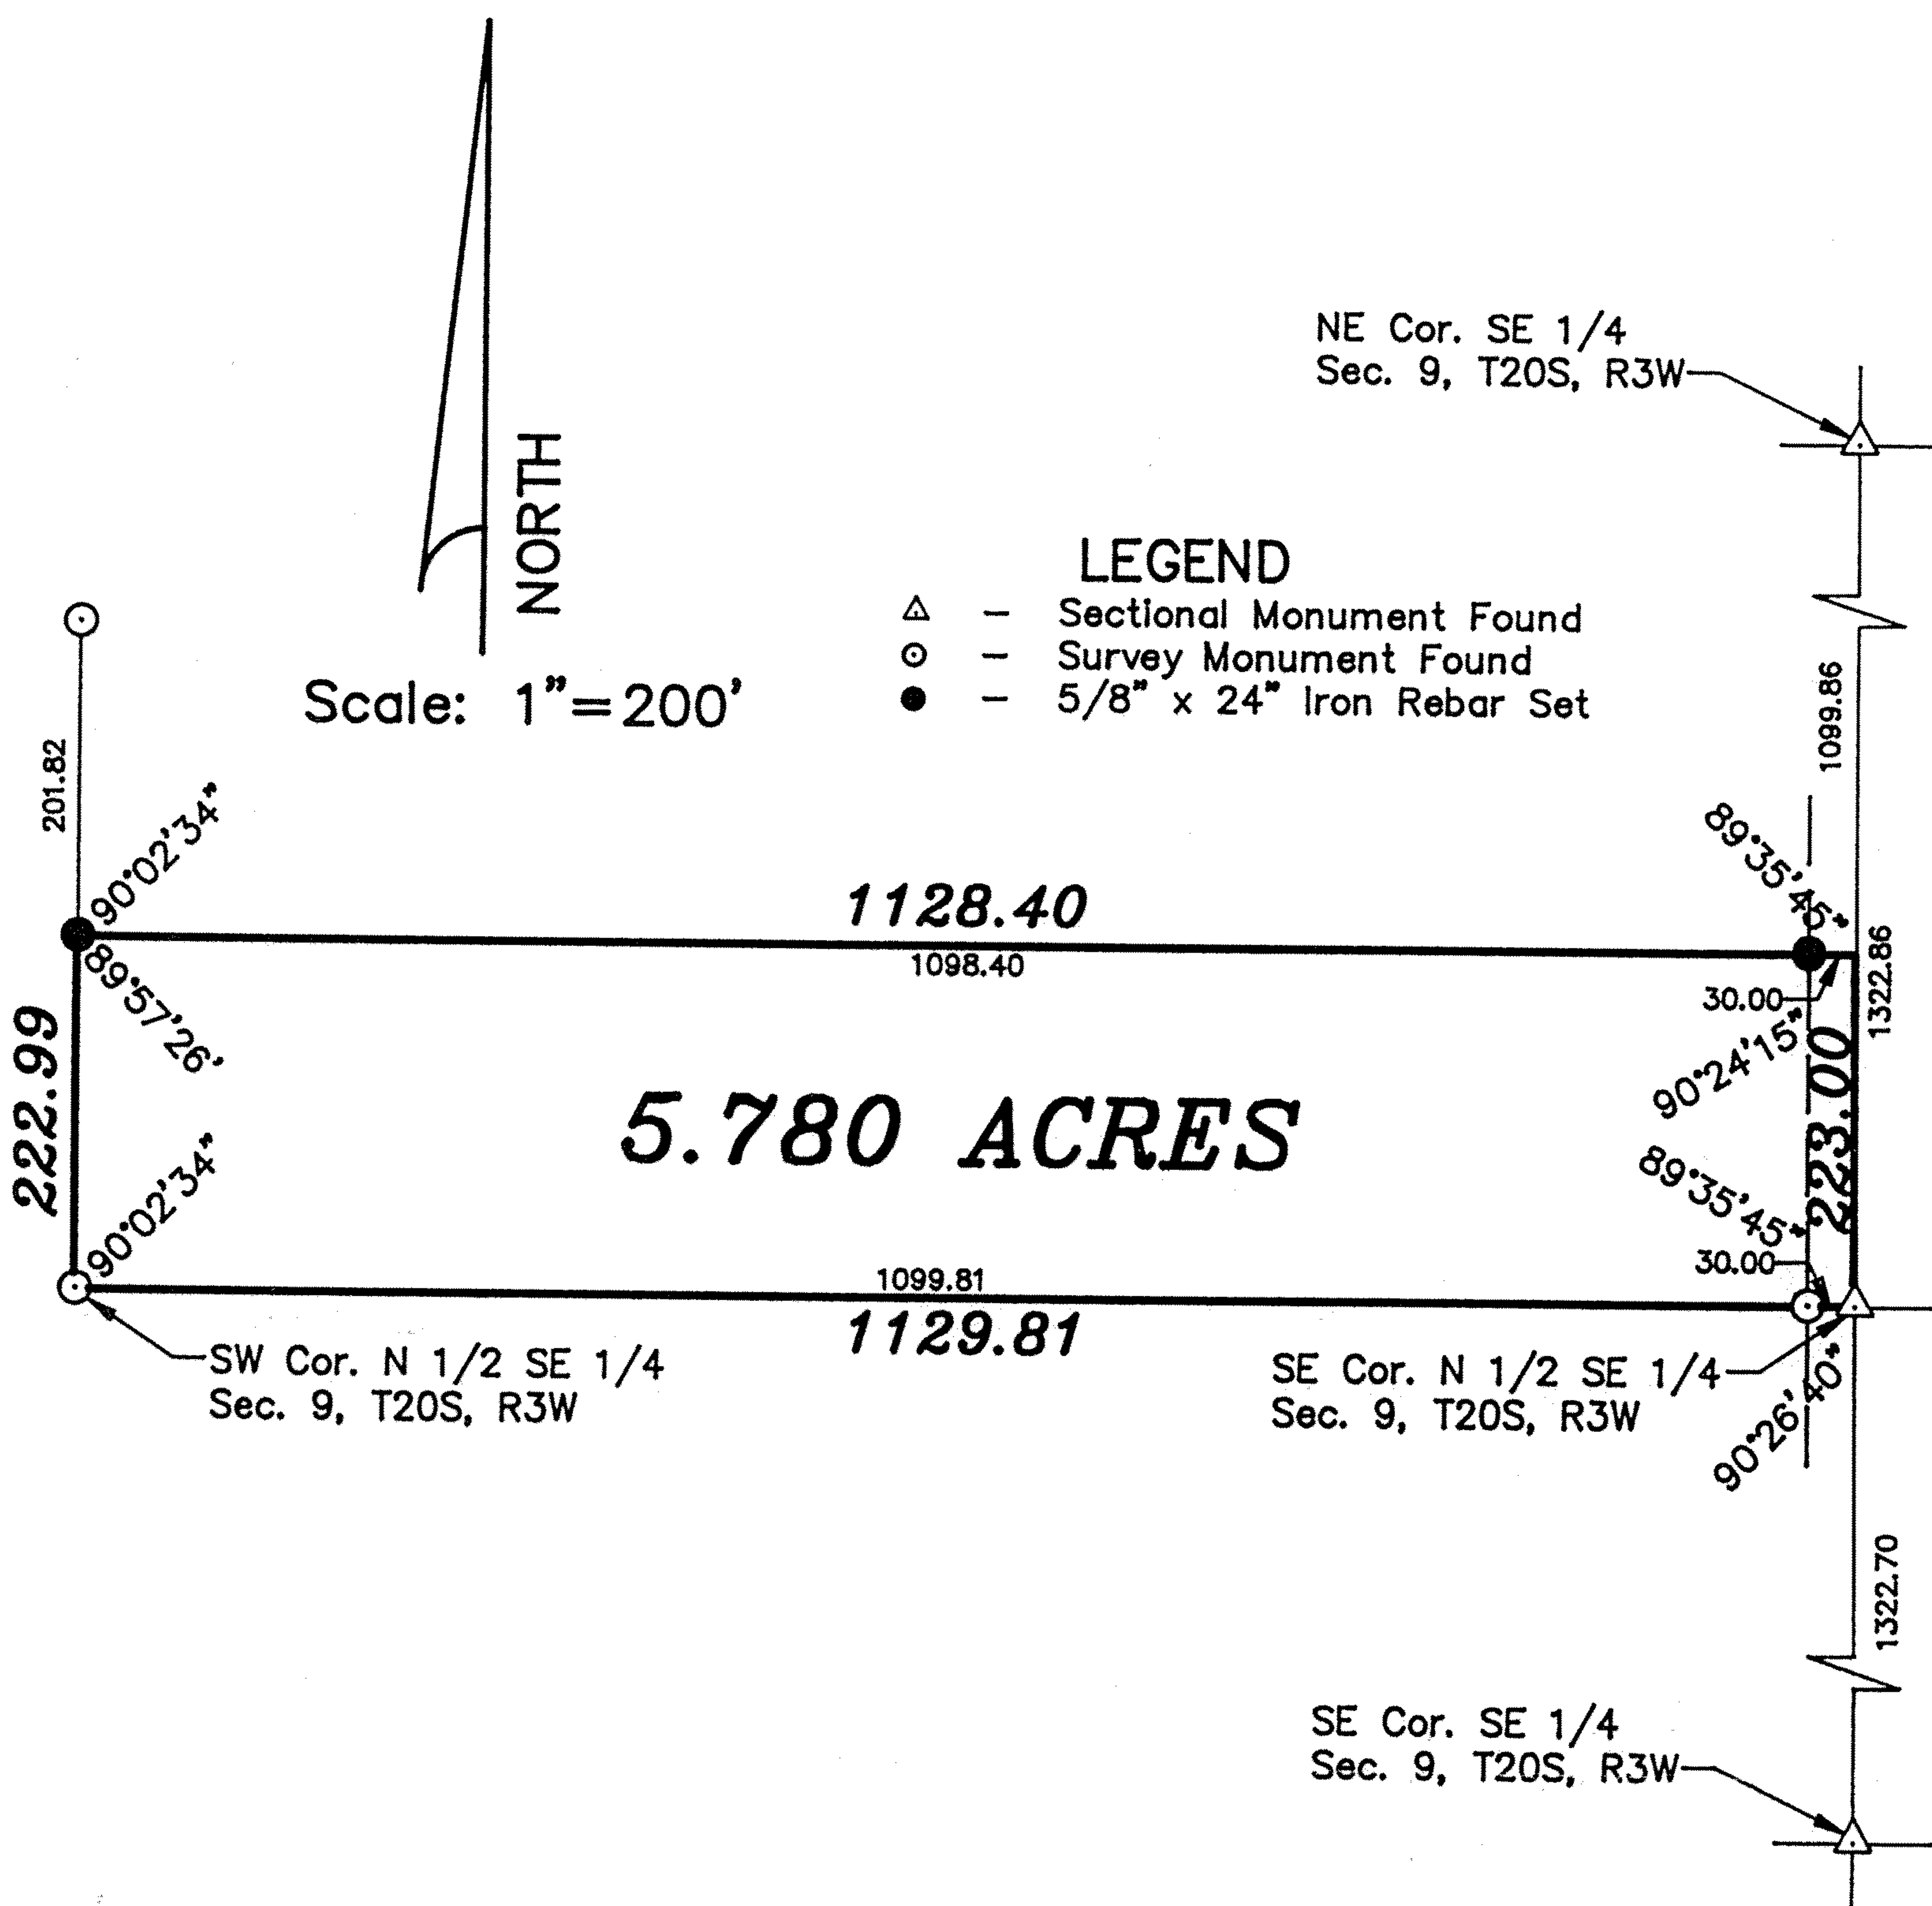 NORTH
Scale: 1"=200'
NE Cor. SE 1/4
Sec. 9, T20S, R3W
LEGEND
△ – Sectional Monument Found
⊙ – Survey Monument Found
● – 5/8" x 24" Iron Rebar Set
201.82
1099.86
90°02'34"
89°35'45"
1128.40
1098.40
30.00
1322.86
89°57'26'
90°24'15"
222.99
223.00
5.780 ACRES
90°02'34"
89°35'45"
30.00
1099.81
1129.81
SW Cor. N 1/2 SE 1/4
Sec. 9, T20S, R3W
SE Cor. N 1/2 SE 1/4
Sec. 9, T20S, R3W
90°26'40"
1322.70
SE Cor. SE 1/4
Sec. 9, T20S, R3W